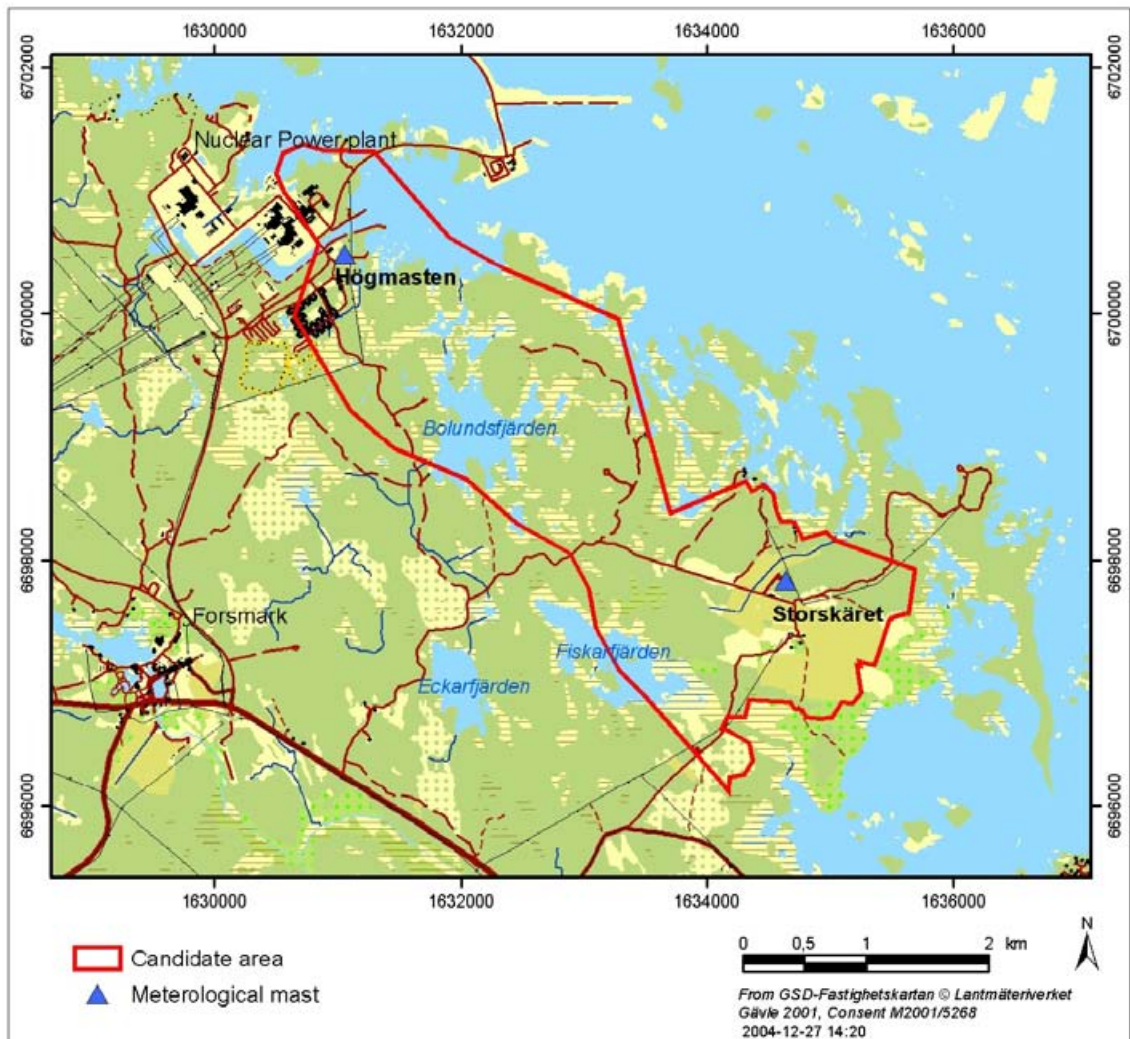 1630000 1632000 1634000 1636000
6702000 6702000
Nuclear Power plant
Högmasten
6700000 6700000
Bolundsfjärden
6698000 6698000
Storskäret
Forsmark
Fiskarfjärden
Eckarfjärden
6696000 6696000
1630000 1632000 1634000 1636000
Candidate area
Meterological mast
0 0,5 1 2 km
N
From GSD-Fastighetskartan © Lantmäteriverket
Gävle 2001, Consent M2001/5268
2004-12-27 14:20